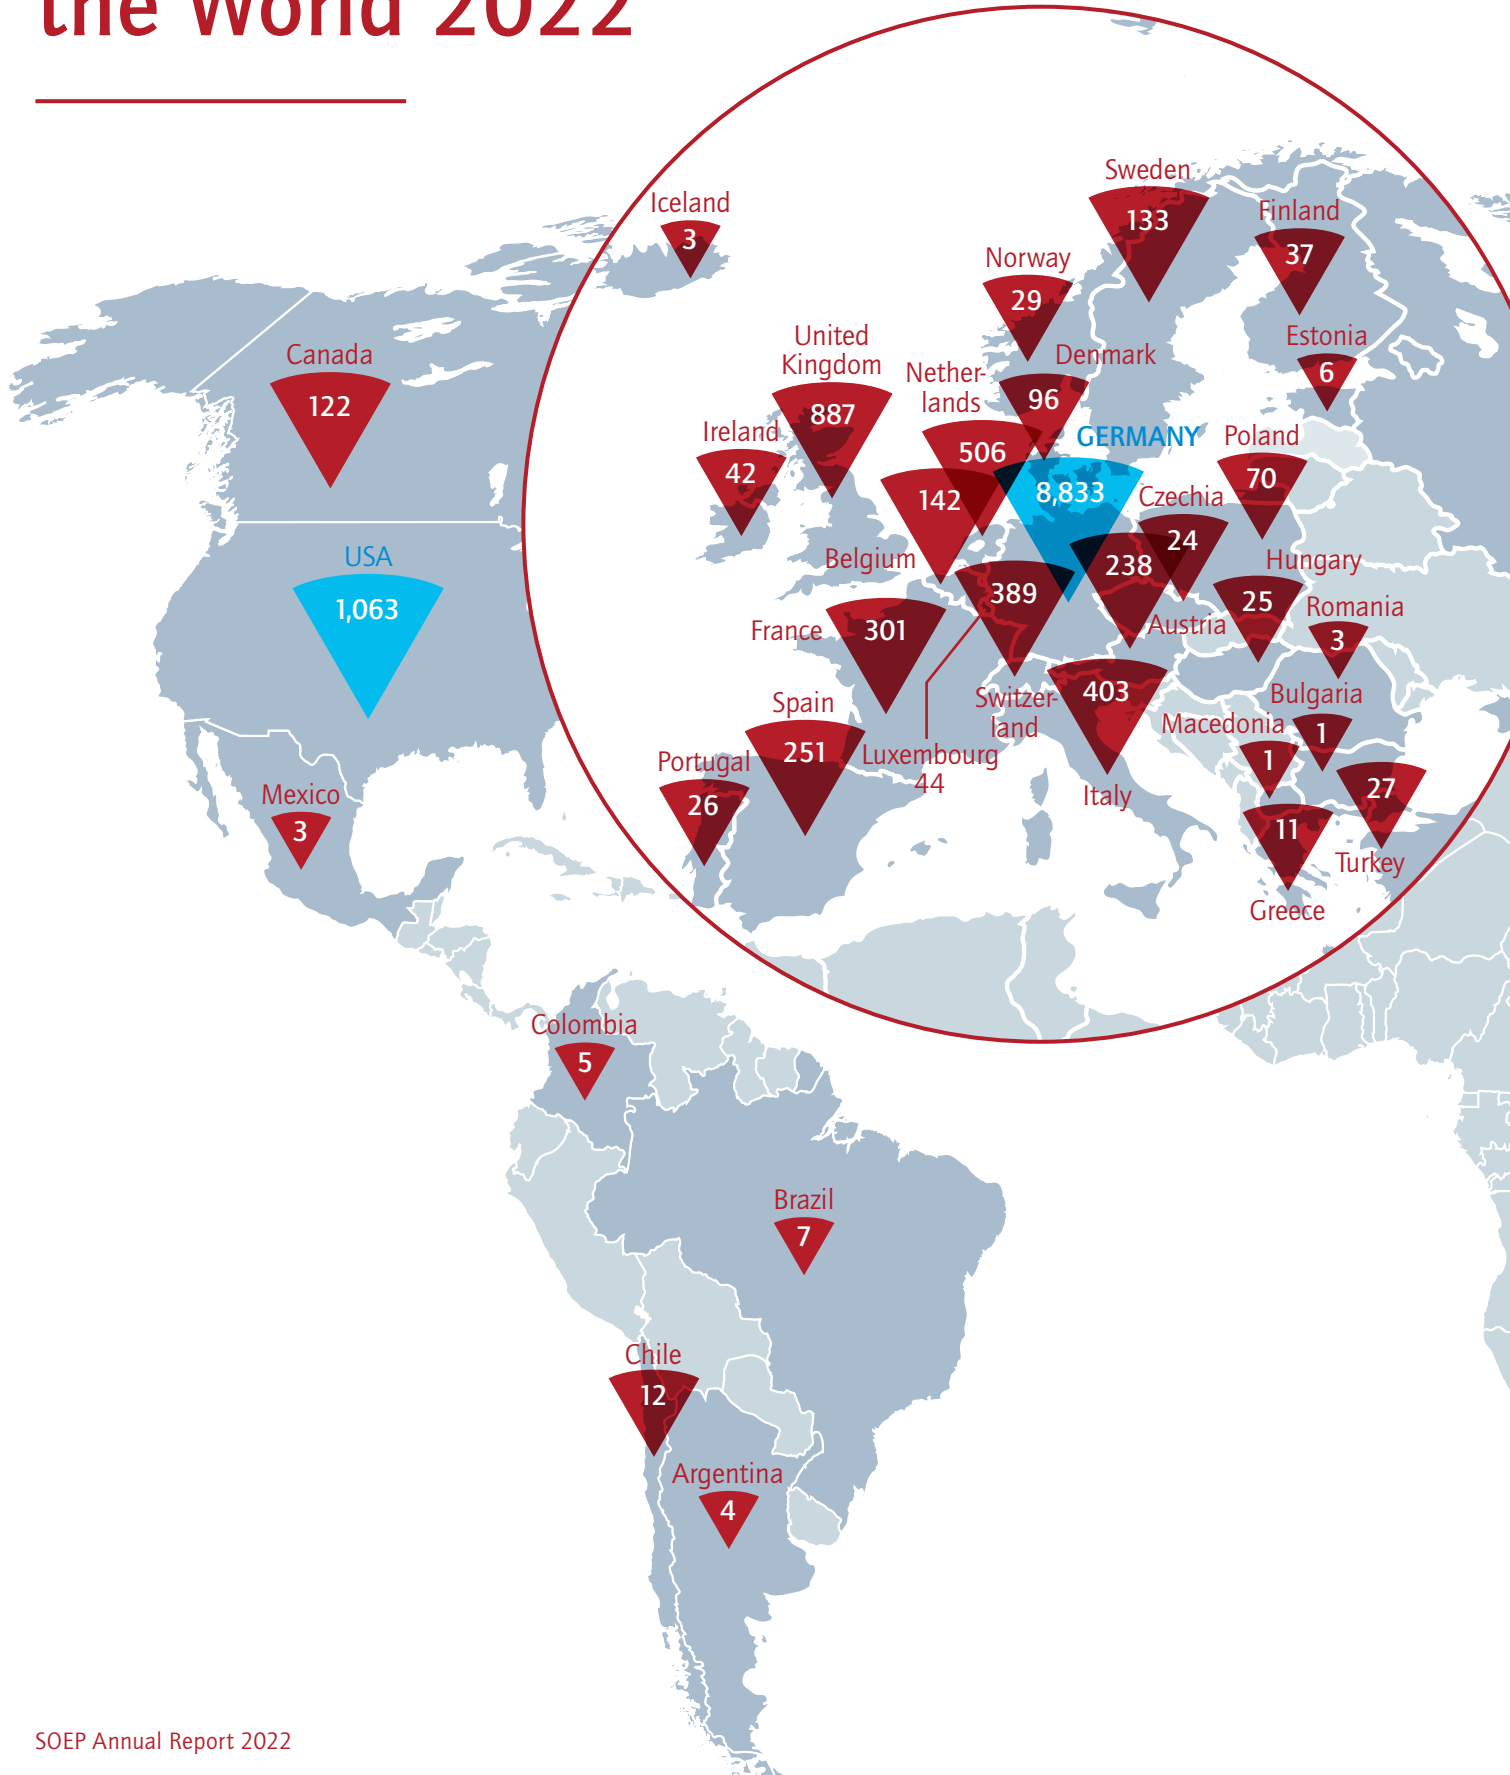 the World 2022
Iceland
3
Sweden
133
Finland
37
Norway
29
Estonia
6
United
Kingdom
887
Denmark
96
Nether-
lands
506
Canada
122
Ireland
42
GERMANY
8,833
Poland
70
142
Belgium
Czechia
24
USA
1,063
238
Austria
Hungary
25
389
Switzer-
land
Romania
3
France
301
Luxembourg
44
403
Italy
Bulgaria
1
Macedonia
1
Spain
251
Portugal
26
27
Turkey
11
Greece
Mexico
3
Colombia
5
Brazil
7
Chile
12
Argentina
4
SOEP Annual Report 2022